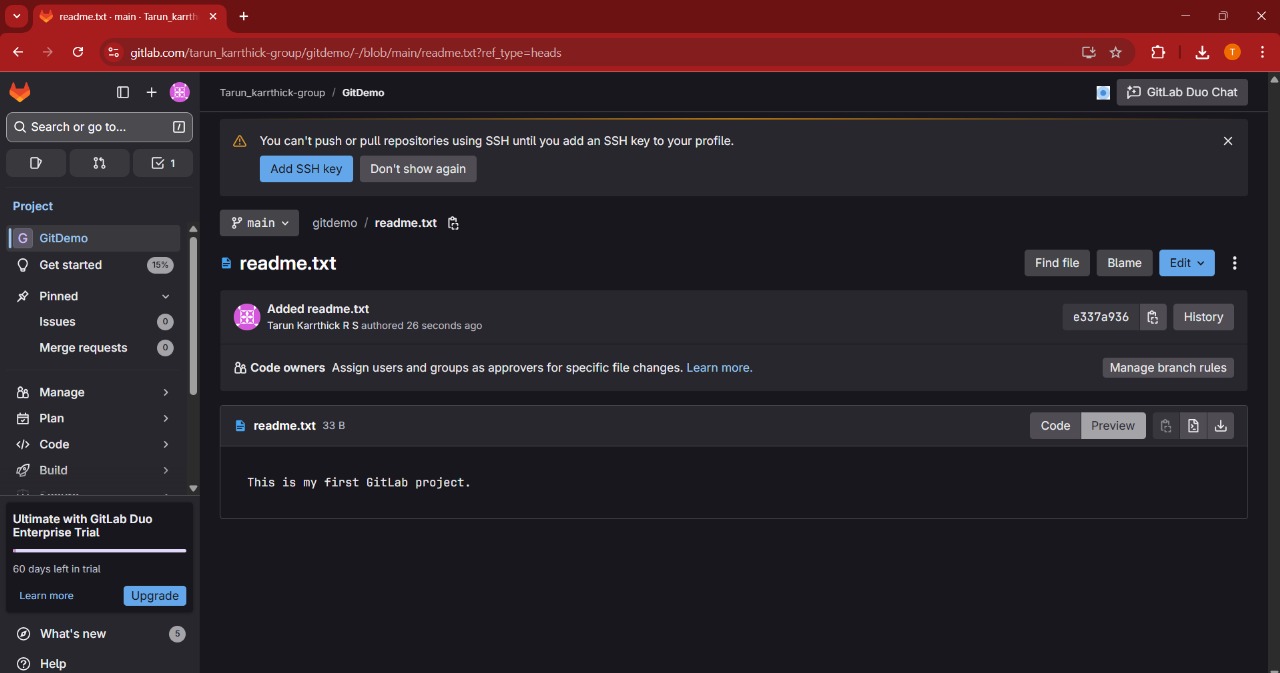 readme.txt · main · Tarun_karrth
gitlab.com/tarun_karrthick-group/gitdemo/-/blob/main/readme.txt?ref_type=heads
T
Tarun_karrthick-group / GitDemo
GitLab Duo Chat
Search or go to...
/
1
You can't push or pull repositories using SSH until you add an SSH key to your profile.
Add SSH key
Don't show again
Project
G GitDemo
Get started 15%
Pinned
Issues 0
Merge requests 0
Manage
Plan
Code
Build
main
gitdemo / readme.txt
readme.txt
Find file
Blame
Edit
Added readme.txt
Tarun Karrthick R S authored 26 seconds ago
e337a936
History
Code owners Assign users and groups as approvers for specific file changes. Learn more.
Manage branch rules
readme.txt 33 B
Code
Preview
This is my first GitLab project.
Ultimate with GitLab Duo
Enterprise Trial
60 days left in trial
Learn more
Upgrade
What's new 5
Help